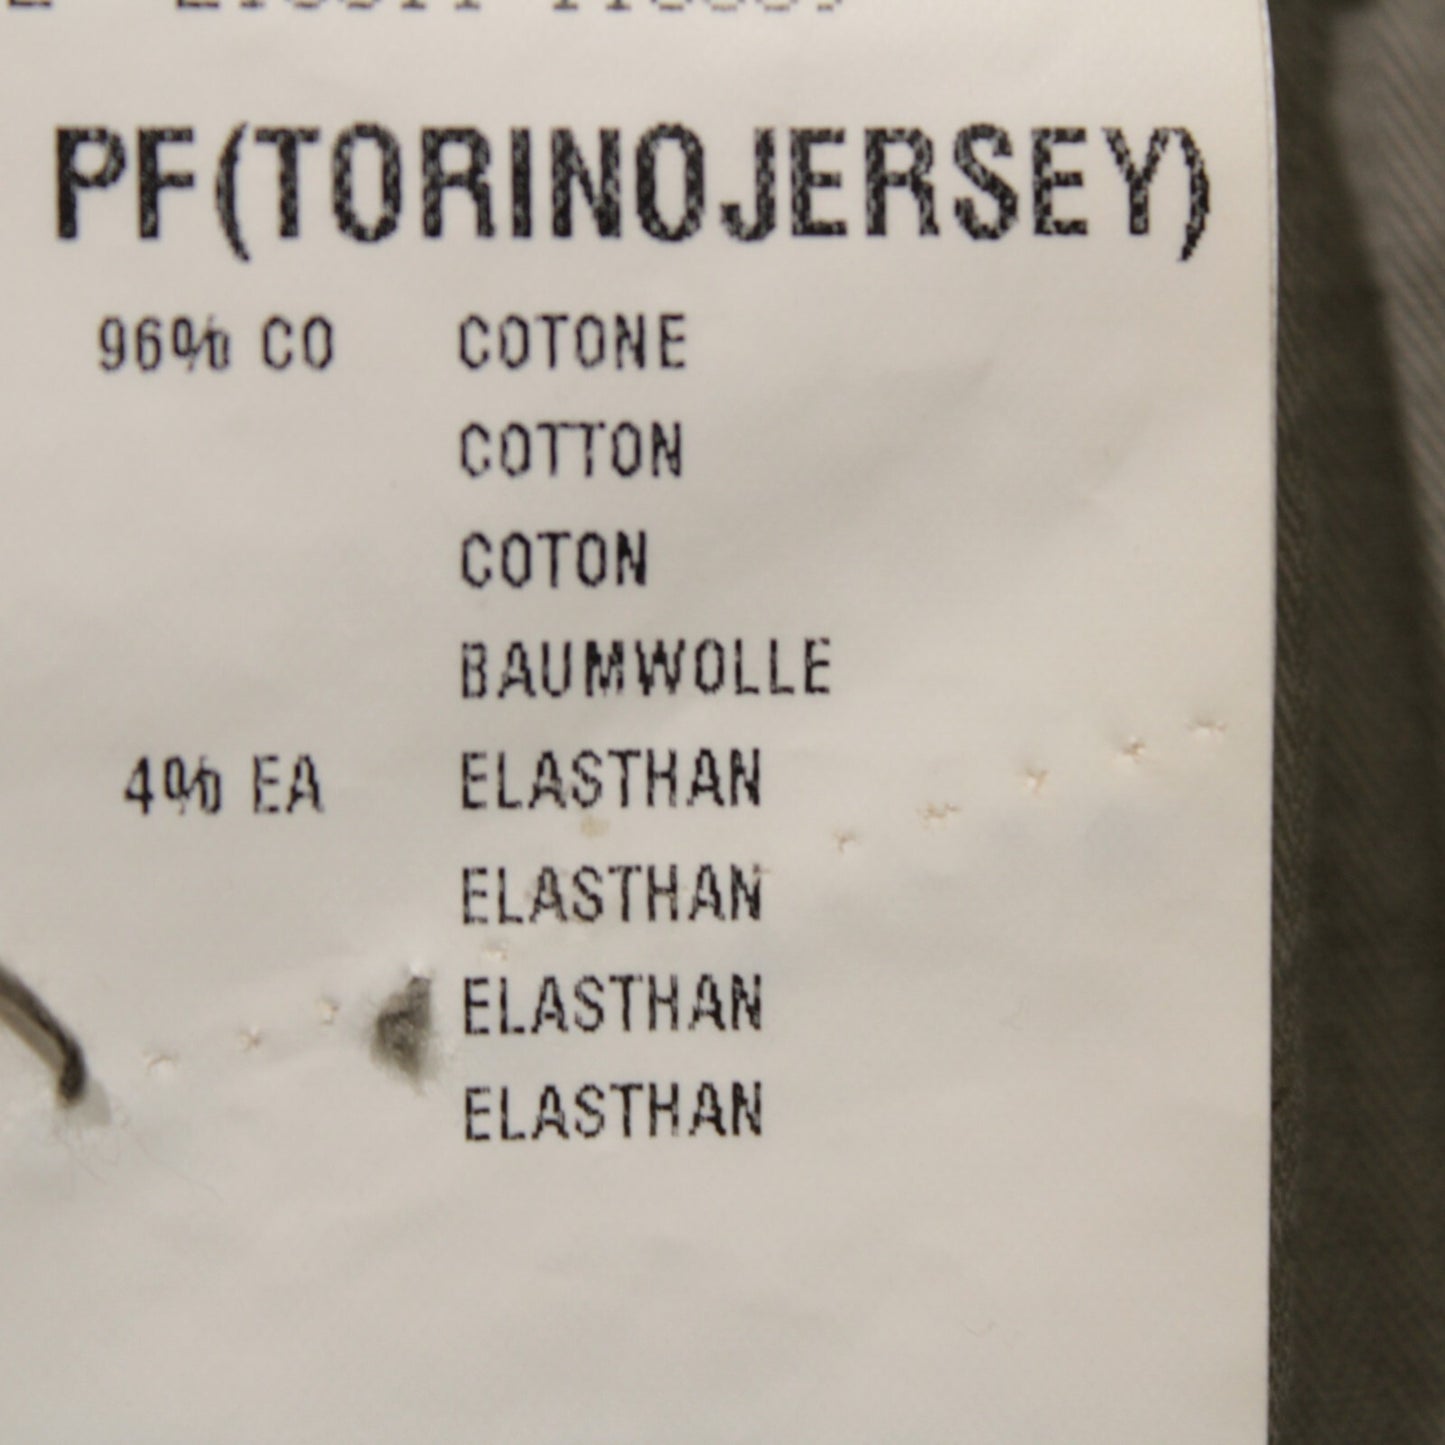 PF(TORINOJERSEY)
96% CO COTONE
COTTON
COTON
BAUMWOLLE
4% EA ELASTHAN
ELASTHAN
ELASTHAN
ELASTHAN